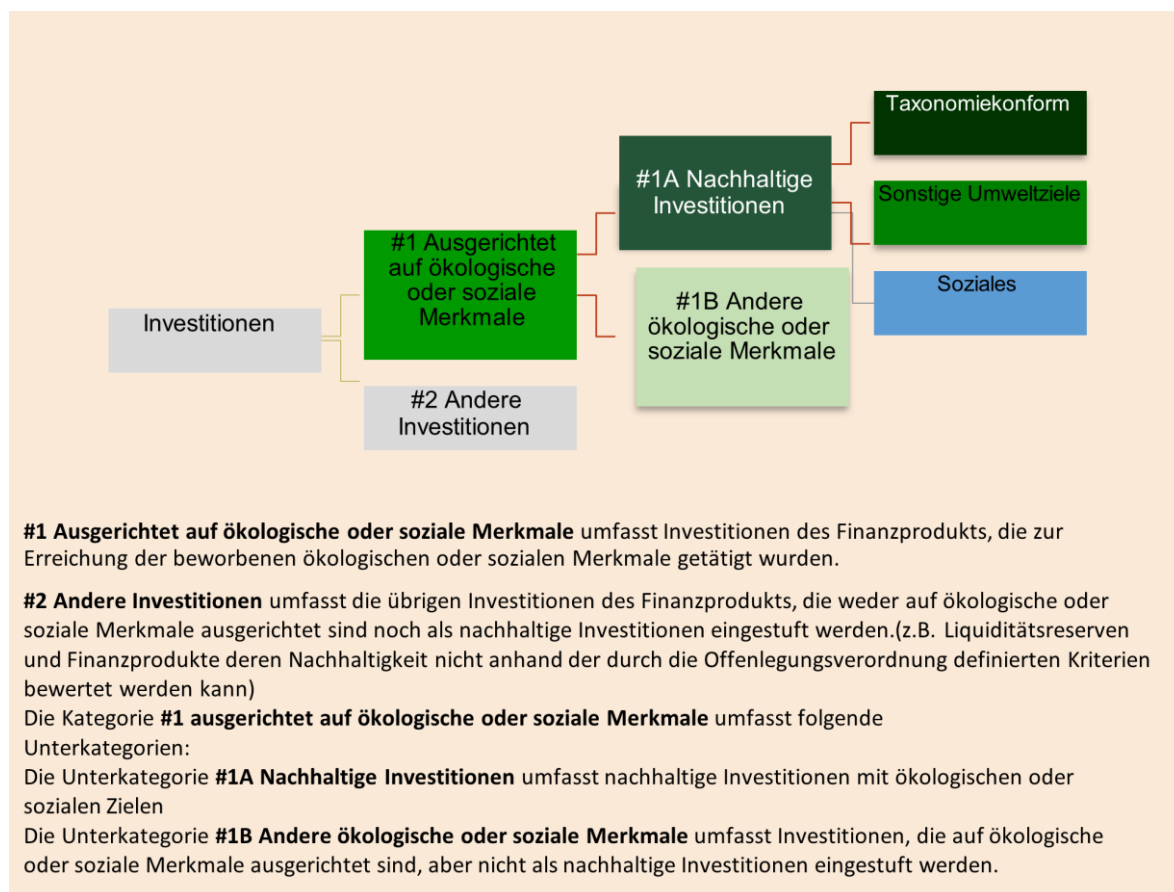 Taxonomiekonform
#1A Nachhaltige
Investitionen
Sonstige Umweltziele
#1 Ausgerichtet
auf ökologische
oder soziale
Merkmale
Soziales
#1B Andere
ökologische oder
soziale Merkmale
Investitionen
#2 Andere
Investitionen
#1 Ausgerichtet auf ökologische oder soziale Merkmale umfasst Investitionen des Finanzprodukts, die zur
Erreichung der beworbenen ökologischen oder sozialen Merkmale getätigt wurden.
#2 Andere Investitionen umfasst die übrigen Investitionen des Finanzprodukts, die weder auf ökologische oder
soziale Merkmale ausgerichtet sind noch als nachhaltige Investitionen eingestuft werden.(z.B. Liquiditätsreserven
und Finanzprodukte deren Nachhaltigkeit nicht anhand der durch die Offenlegungsverordnung definierten Kriterien
bewertet werden kann)
Die Kategorie #1 ausgerichtet auf ökologische oder soziale Merkmale umfasst folgende
Unterkategorien:
Die Unterkategorie #1A Nachhaltige Investitionen umfasst nachhaltige Investitionen mit ökologischen oder
sozialen Zielen
Die Unterkategorie #1B Andere ökologische oder soziale Merkmale umfasst Investitionen, die auf ökologische
oder soziale Merkmale ausgerichtet sind, aber nicht als nachhaltige Investitionen eingestuft werden.